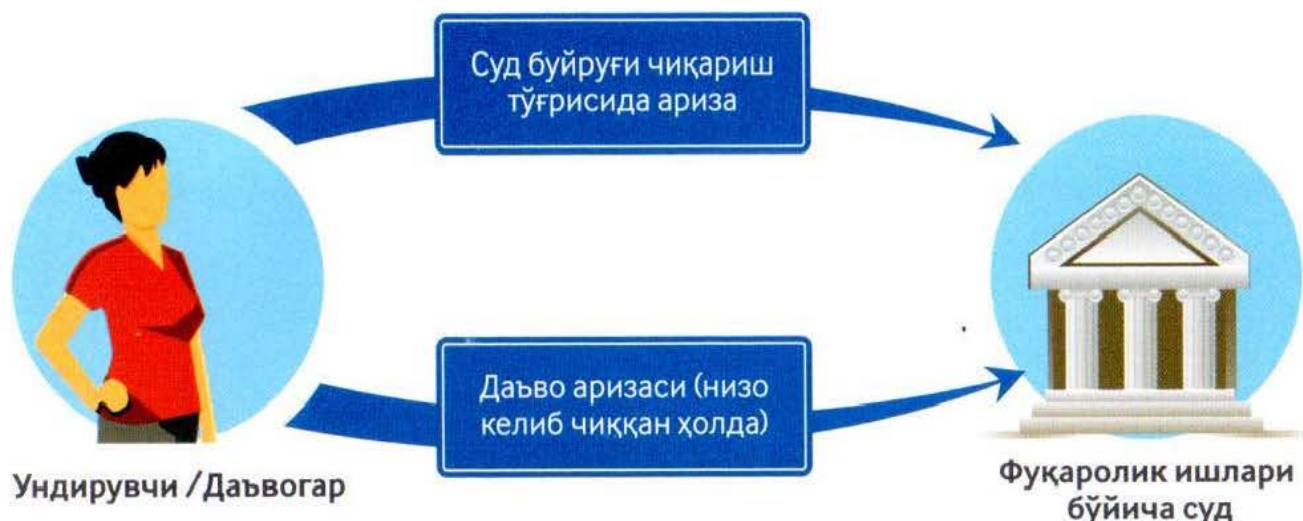 Суд буйруғи чиқариш
тўғрисида ариза
Даъво аризаси (низо
келиб чиққан ҳолда)
Ундирувчи /Даъвогар
Фуқаролик ишлари
бўйича суд